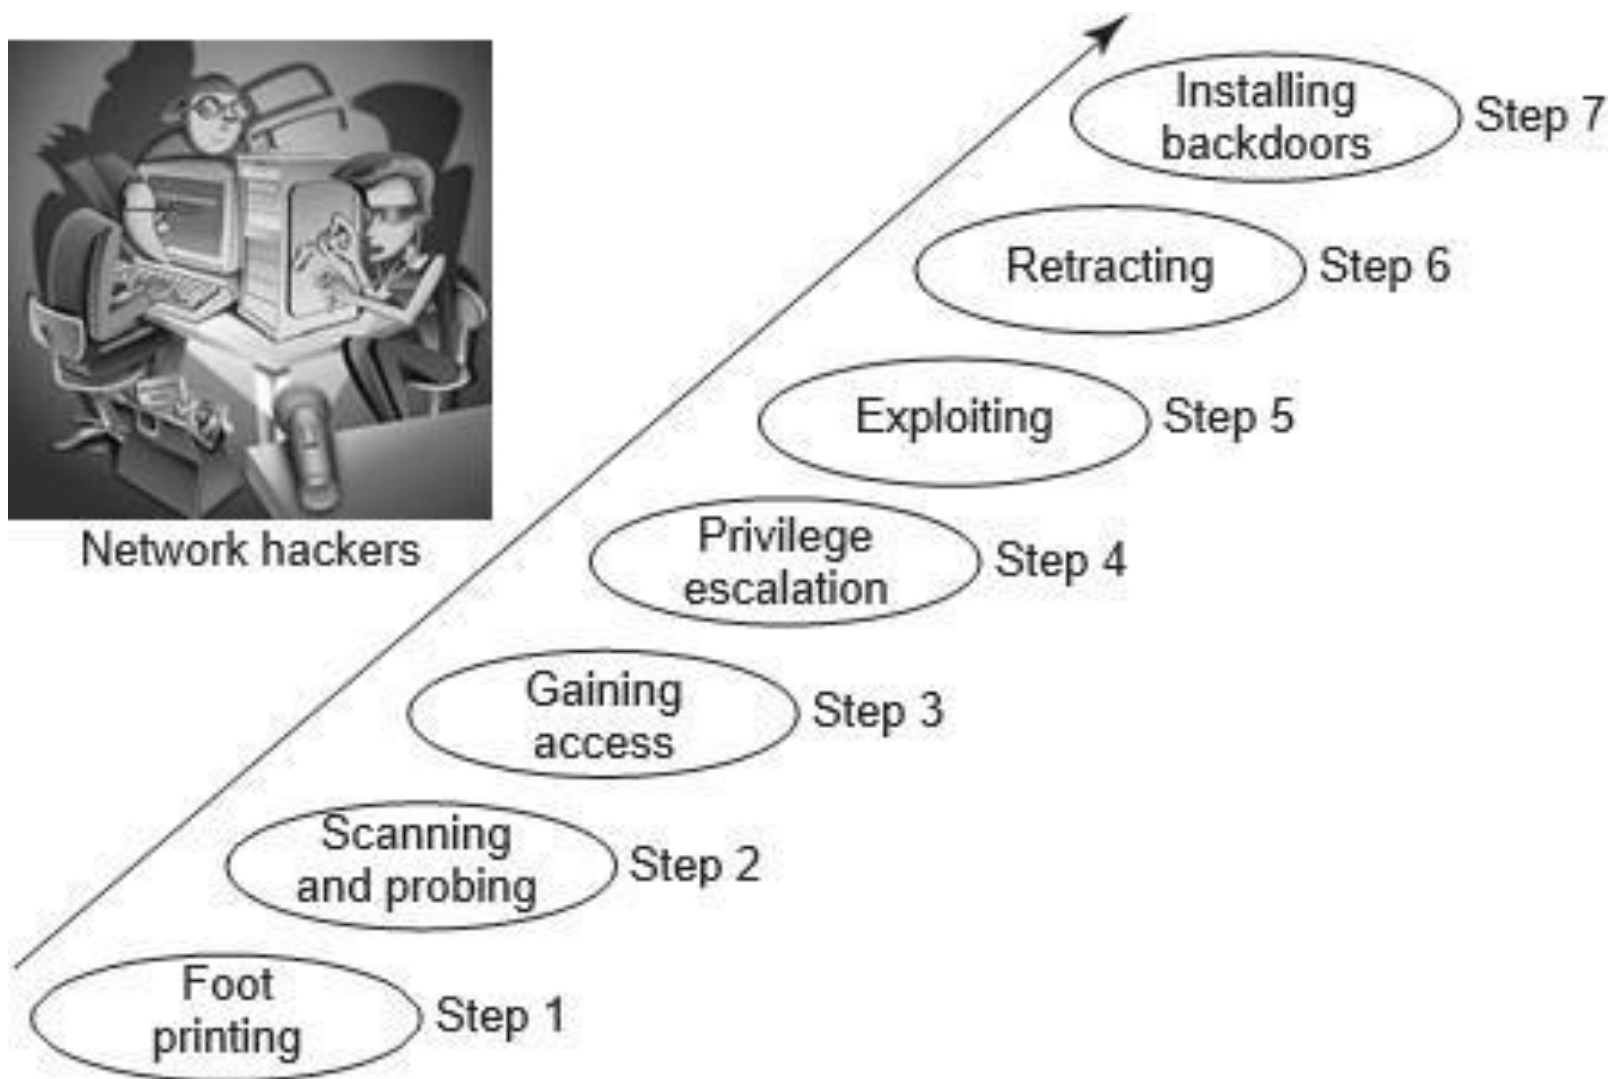 Installing
backdoors
Step 7
Retracting
Step 6
Exploiting
Step 5
Network hackers
Privilege
escalation
Step 4
Gaining
access
Step 3
Scanning
and probing
Step 2
Foot
printing
Step 1